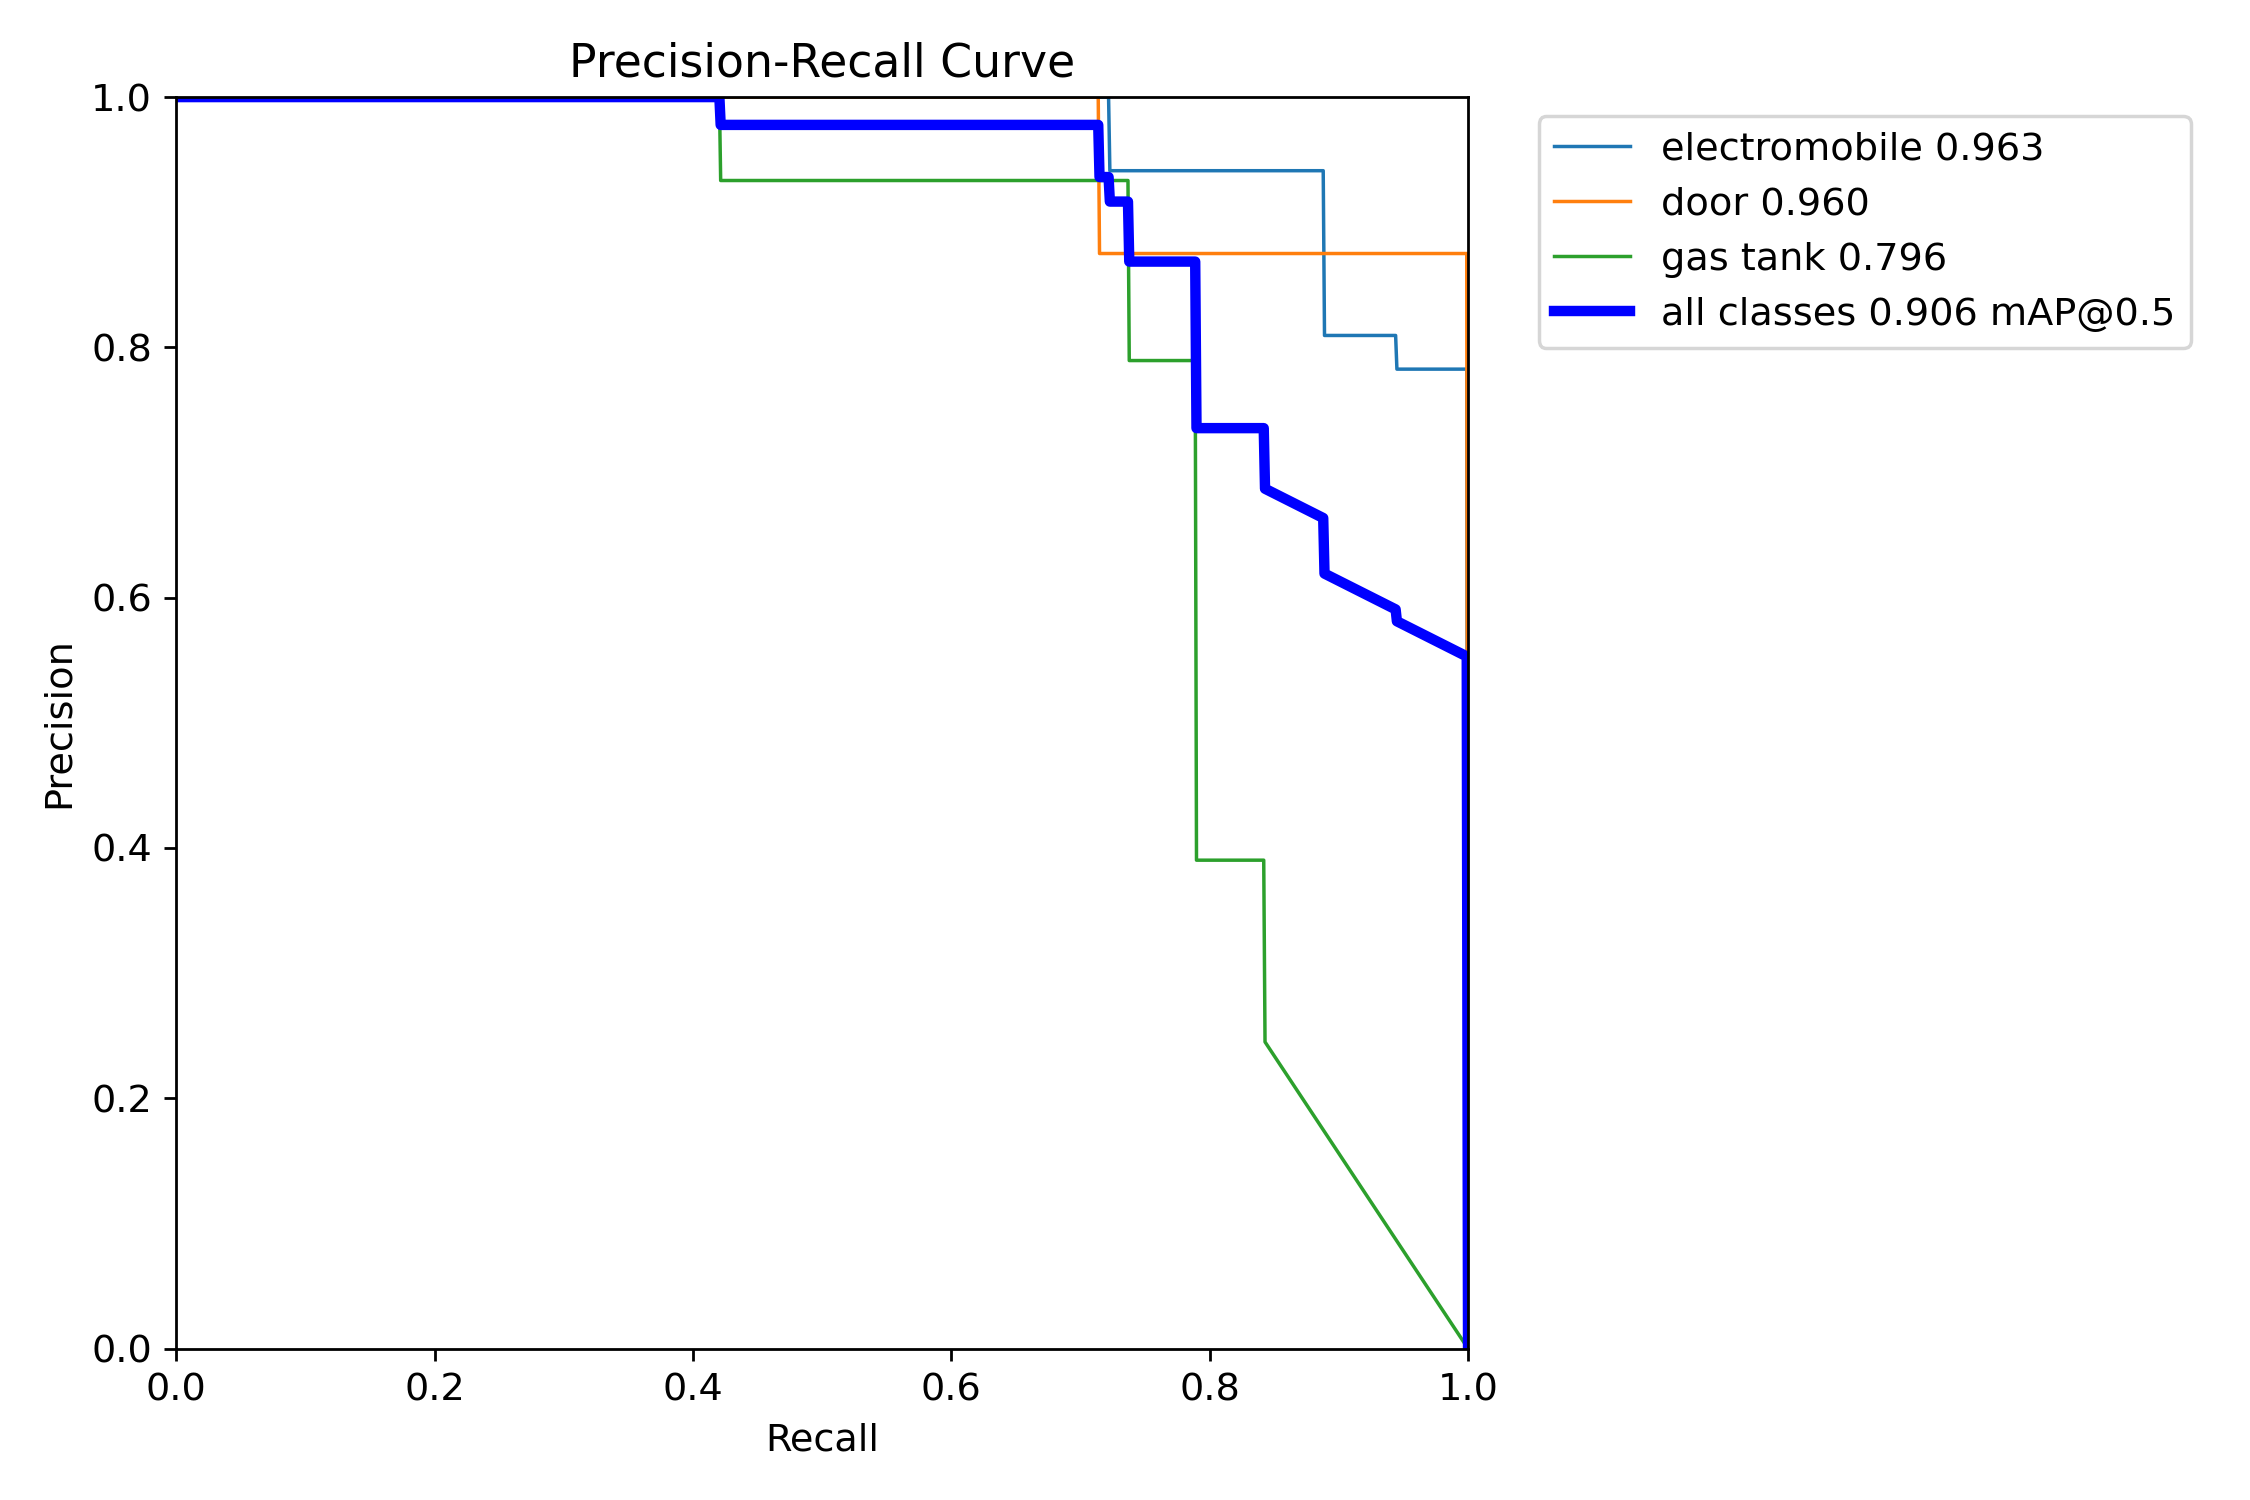 Precision-Recall Curve
1.0
0.8
0.6
0.4
0.2
0.0
Precision
0.0 0.2 0.4 0.6 0.8 1.0
Recall
electromobile 0.963
door 0.960
gas tank 0.796
all classes 0.906 mAP@0.5